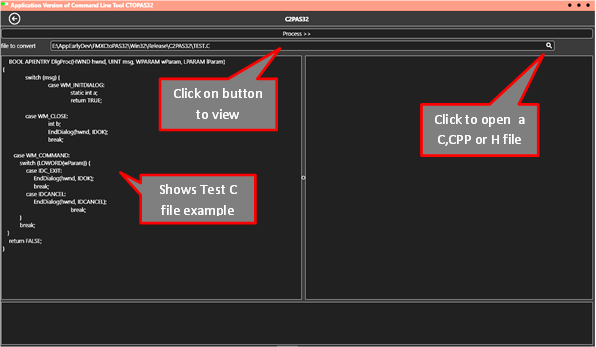 Application Version of Command Line Tool CTOPAS32
C2PAS32
Process >>
file to convert E:\AppEarlyDev\FMXCtoPAS32\Win32\Release\C2PAS32\TEST.C
BOOL APIENTRY DlgProc(HWND hwnd, UINT msg, WPARAM wParam, LPARAM lParam)
{
switch (msg) {
case WM_INITDIALOG:
static int a;
return TRUE;
case WM_CLOSE:
int b;
EndDialog(hwnd, IDOK);
break;
case WM_COMMAND:
switch (LOWORD(wParam)) {
case IDC_EXIT:
EndDialog(hwnd, IDOK);
break;
case IDCANCEL:
EndDialog(hwnd, IDCANCEL);
break;
}
break;
}
return FALSE;
}
Click on button
to view
Click to open a
C,CPP or H file
Shows Test C
file example